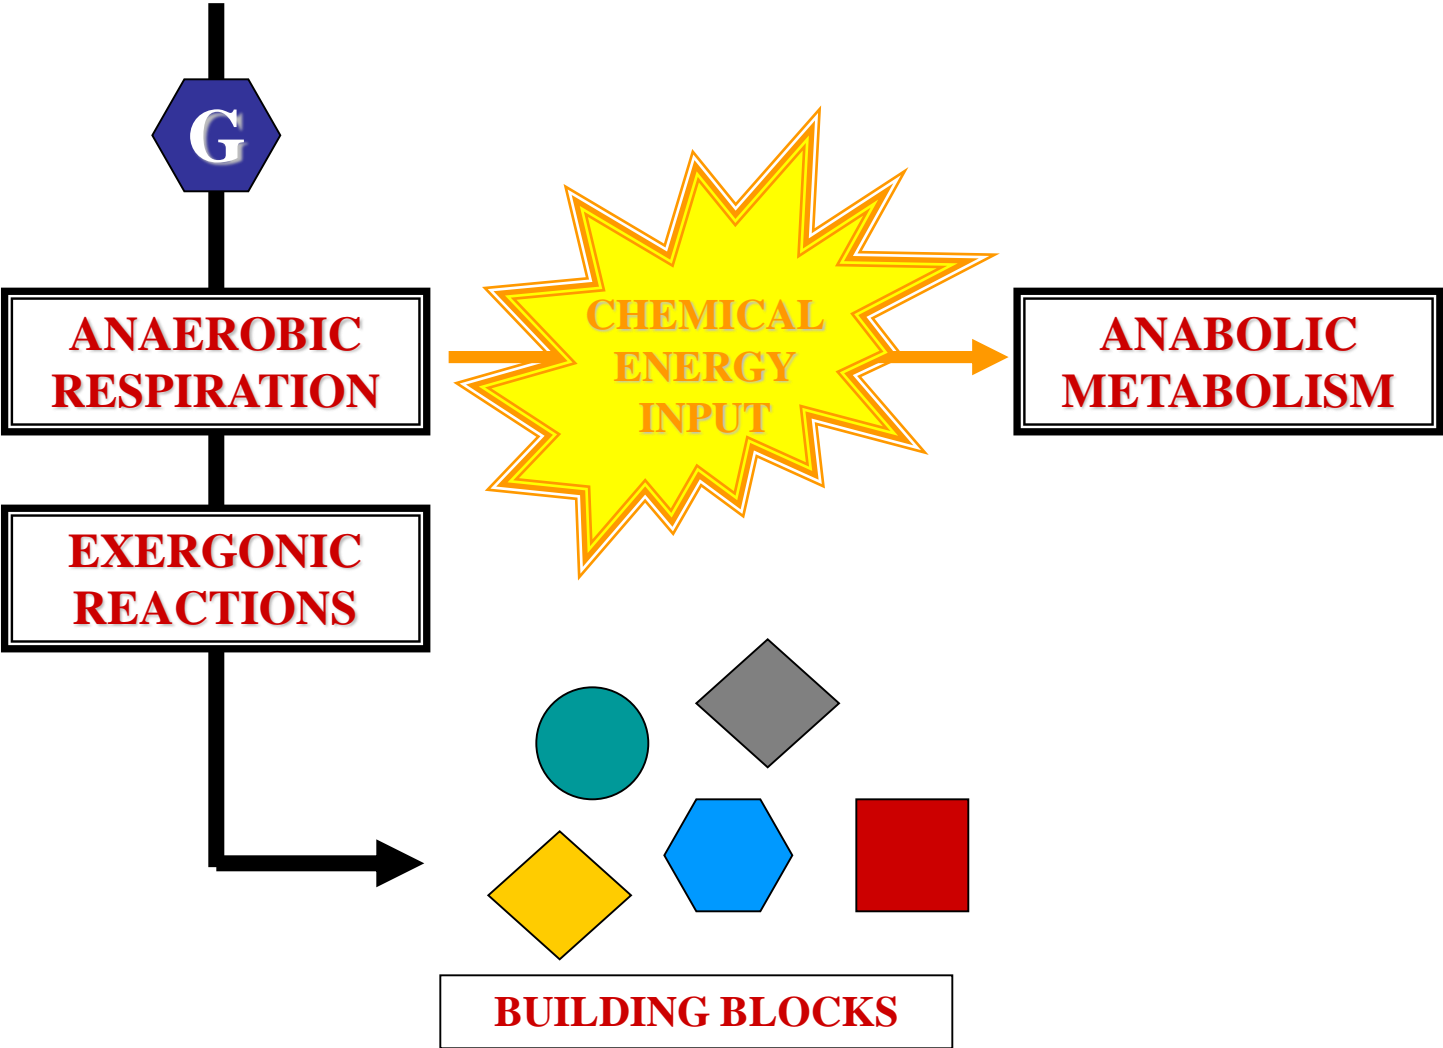 G
ANAEROBIC
RESPIRATION
CHEMICAL
ENERGY
INPUT
ANABOLIC
METABOLISM
EXERGONIC
REACTIONS
BUILDING BLOCKS